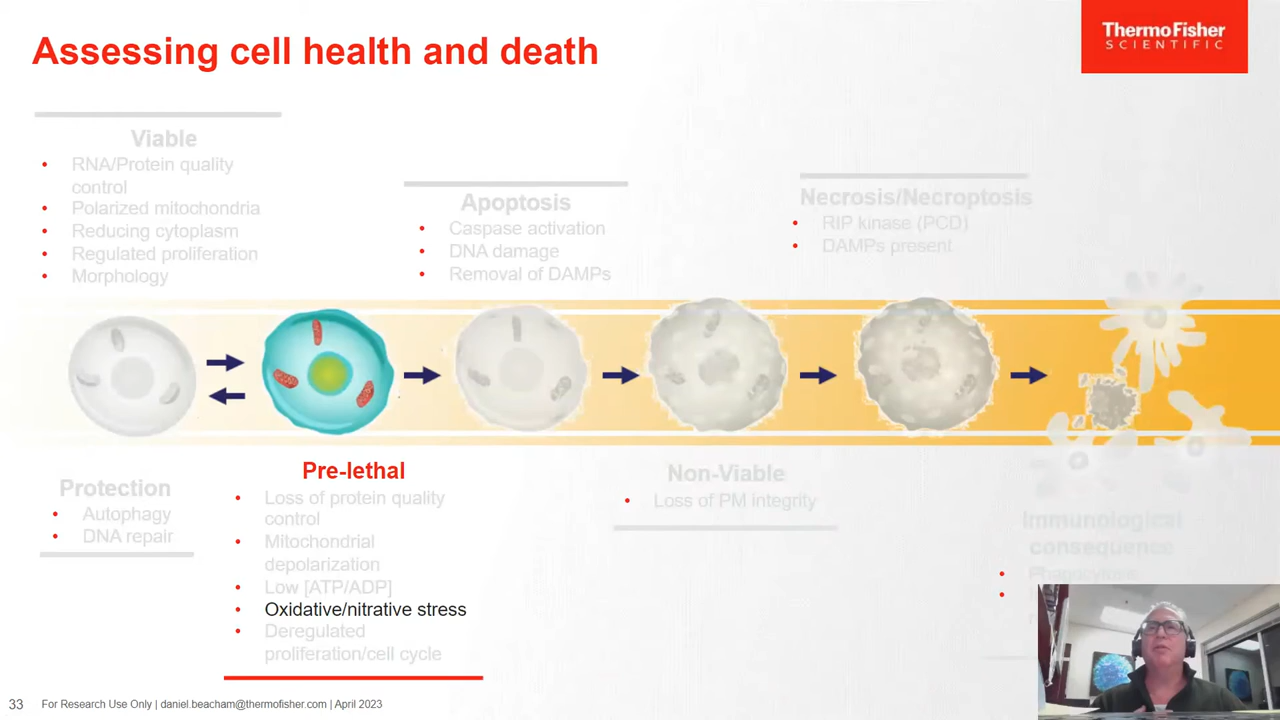 Assessing cell health and death
ThermoFisher
SCIENTIFIC
Viable
• RNA/Protein quality
control
• Polarized mitochondria
• Reducing cytoplasm
• Regulated proliferation
• Morphology
Apoptosis
• Caspase activation
• DNA damage
• Removal of DAMPs
Necrosis/Necroptosis
• RIP kinase (PCD)
• DAMPs present
Protection
• Autophagy
• DNA repair
Pre-lethal
• Loss of protein quality
control
• Mitochondrial
depolarization
• Low [ATP/ADP]
• Oxidative/nitrative stress
• Deregulated
proliferation/cell cycle
Non-Viable
• Loss of PM integrity
Immunological
consequence
• Phagocytosis
33 For Research Use Only | daniel.beacham@thermofisher.com | April 2023